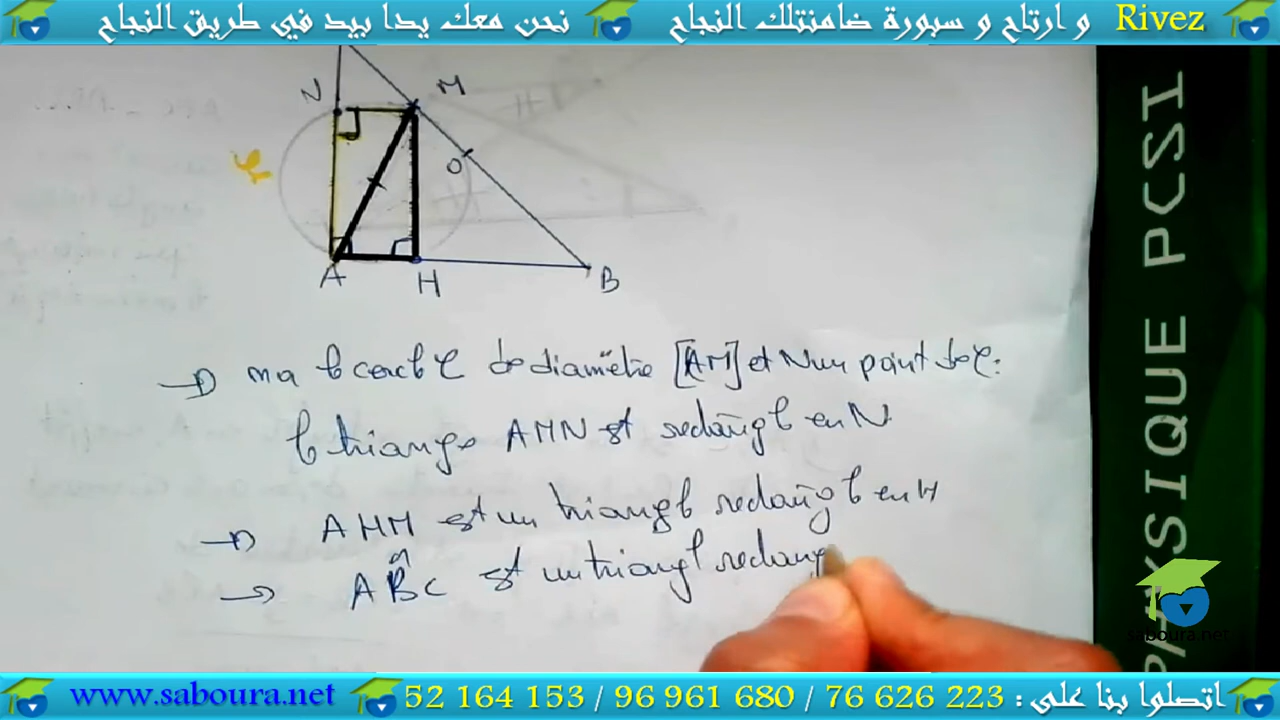 نحن معك يدا بيد في طريق النجاح و ارتاح و سبورة ضامنتلك النجاح Rivez
N
M
O
A
H
B
PHYSIQUE PCSI
→ on a le cercle C de diamètre [AM] et N un point de C.
le triangle AMN est rectangle en N.
→ AHM est un triangle rectangle en H
→ ABC est un triangle rectang
saboura.net
www.saboura.net 52 164 153 / 96 961 680 / 76 626 223 : اتصلوا بنا على